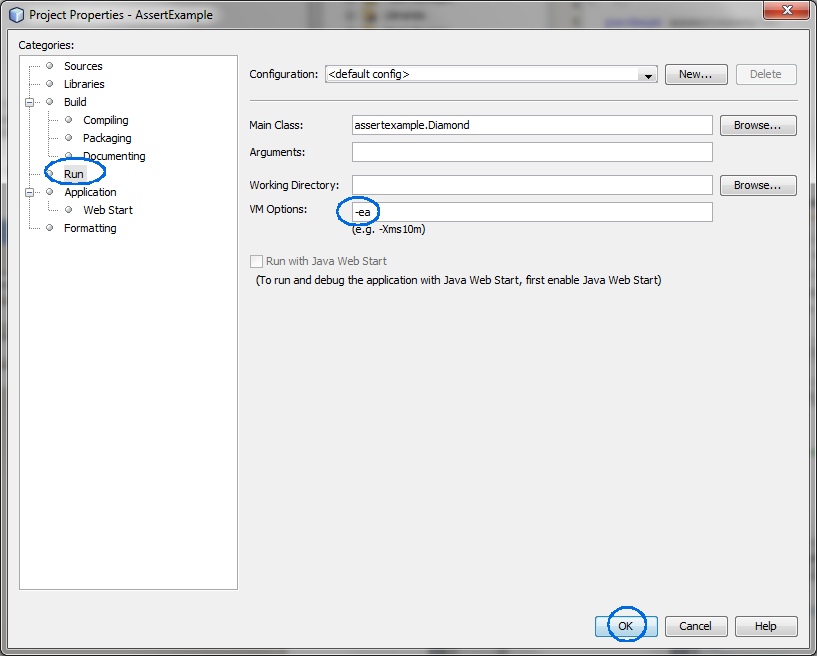 Project Properties - AssertExample
Categories:
Sources
Libraries
Build
Compiling
Packaging
Documenting
Run
Application
Web Start
Formatting
Configuration: <default config> New... Delete
Main Class: assertexample.Diamond Browse...
Arguments:
Working Directory: Browse...
VM Options: -ea
(e.g. -Xms10m)
Run with Java Web Start
(To run and debug the application with Java Web Start, first enable Java Web Start)
OK Cancel Help